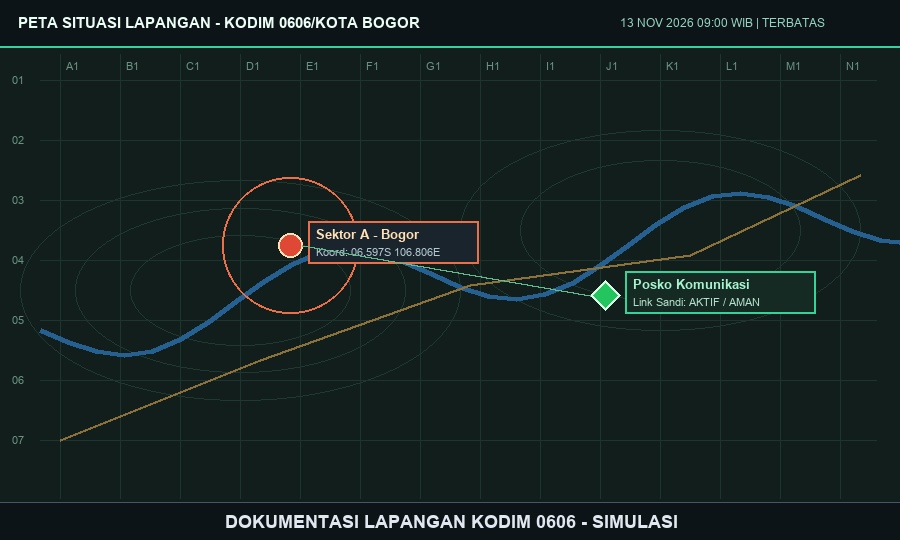 PETA SITUASI LAPANGAN - KODIM 0606/KOTA BOGOR
13 NOV 2026 09:00 WIB | TERBATAS
A1 B1 C1 D1 E1 F1 G1 H1 I1 J1 K1 L1 M1 N1
01
02
03
Sektor A - Bogor
Koord: 06.597S 106.806E
04
Posko Komunikasi
Link Sandi: AKTIF / AMAN
05
06
07
DOKUMENTASI LAPANGAN KODIM 0606 - SIMULASI